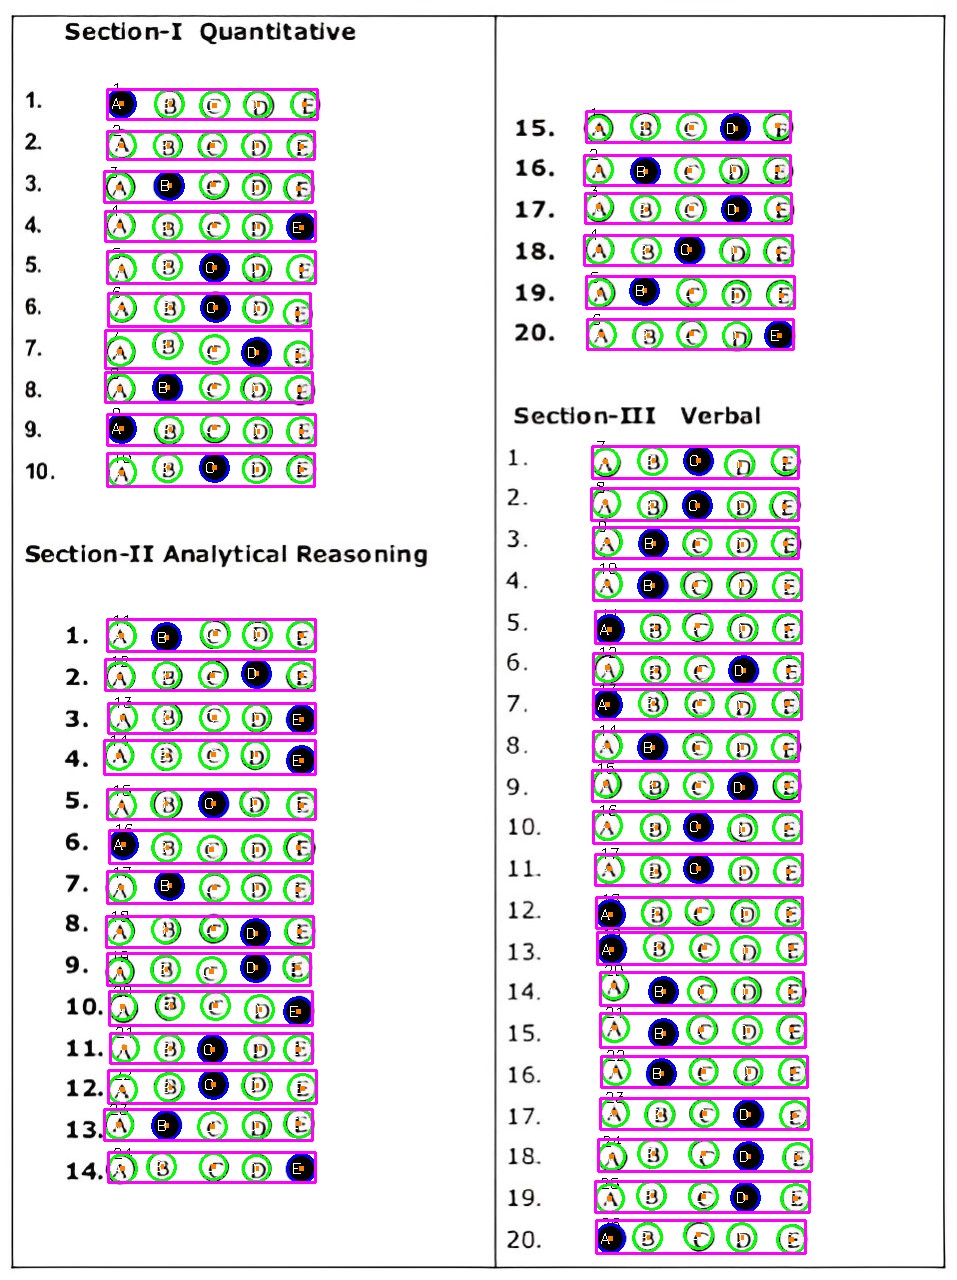 Section-I Quantitative
1. A B C D E
2. A B C D E
3. A B C D E
4. A B C D E
5. A B C D E
6. A B C D E
7. A B C D E
8. A B C D E
9. A B C D E
10. A B C D E
Section-II Analytical Reasoning
1. A B C D E
2. A B C D E
3. A B C D E
4. A B C D E
5. A B C D E
6. A B C D E
7. A B C D E
8. A B C D E
9. A B C D E
10. A B C D E
11. A B C D E
12. A B C D E
13. A B C D E
14. A B C D E
15. A B C D E
16. A B C D E
17. A B C D E
18. A B C D E
19. A B C D E
20. A B C D E
Section-III Verbal
1. A B C D E
2. A B C D E
3. A B C D E
4. A B C D E
5. A B C D E
6. A B C D E
7. A B C D E
8. A B C D E
9. A B C D E
10. A B C D E
11. A B C D E
12. A B C D E
13. A B C D E
14. A B C D E
15. A B C D E
16. A B C D E
17. A B C D E
18. A B C D E
19. A B C D E
20. A B C D E